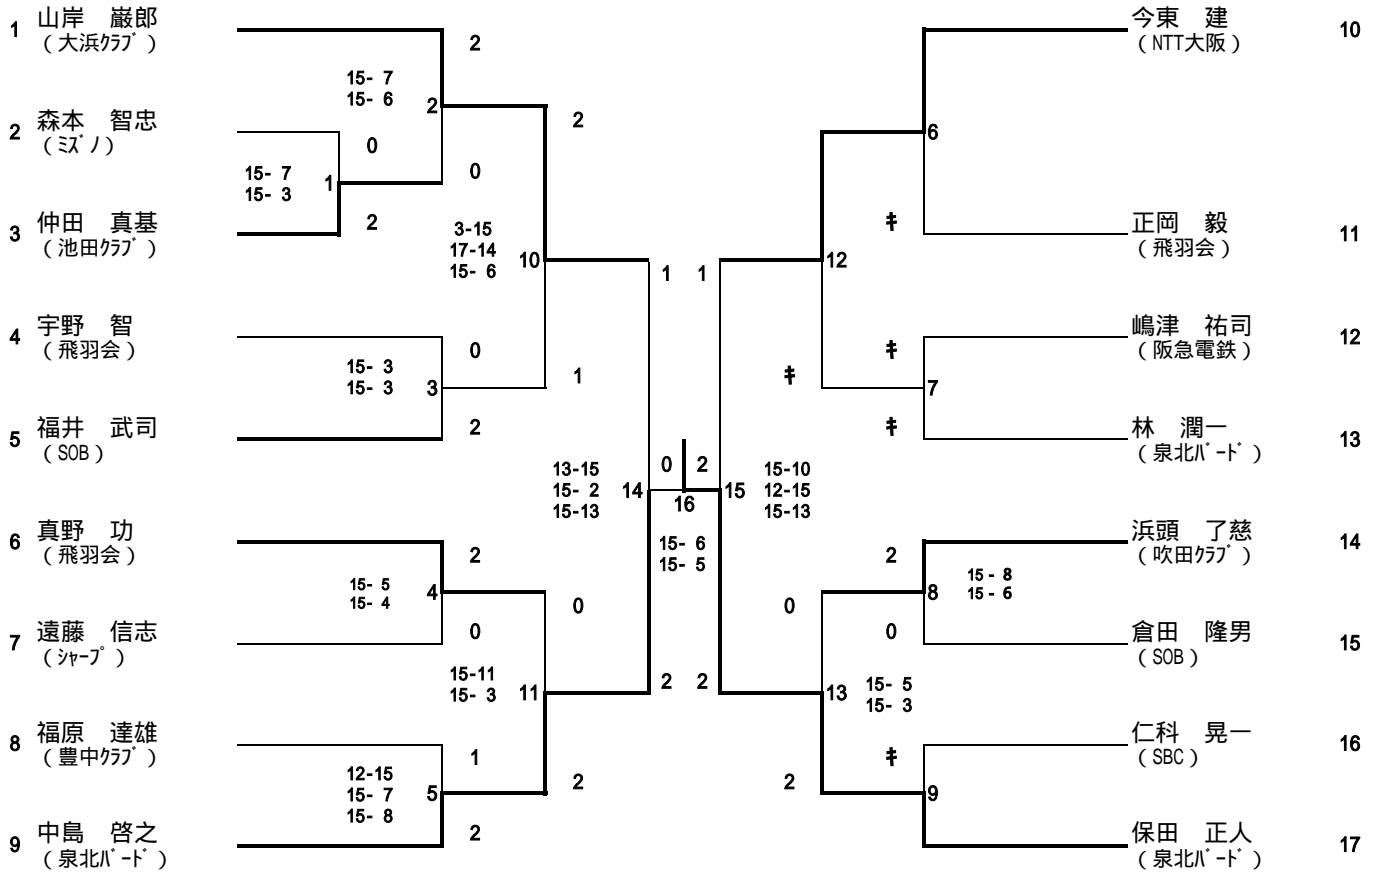 1 山岸　巌郎
（大浜ｸﾗﾌﾞ）
2 森本　智忠
（ﾐｽﾞﾉ）
3 仲田　真基
（池田ｸﾗﾌﾞ）
4 宇野　智
（飛羽会）
5 福井　武司
（SOB）
6 真野　功
（飛羽会）
7 遠藤　信志
（ｼｬｰﾌﾟ）
8 福原　達雄
（豊中ｸﾗﾌﾞ）
9 中島　啓之
（泉北ﾊﾞｰﾄﾞ）
15- 7
15- 3
1
0
2
15- 7
15- 6
2
2
0
15- 3
15- 3
3
0
2
15- 5
15- 4
4
2
0
12-15
15- 7
15- 8
5
1
2
3-15
17-14
15- 6
10
2
1
15-11
15- 3
11
0
2
13-15
15- 2
15-13
14
1
2
0 2
16
15- 6
15- 5
1
2
15
15-10
12-15
15-13
12
ｷ
0
2
13
15- 5
15- 3
6
ｷ
7
ｷ
ｷ
8
2
0
15 - 8
15 - 6
9
ｷ
今東　建 10
（NTT大阪）
正岡　毅 11
（飛羽会）
嶋津　祐司 12
（阪急電鉄）
林　潤一 13
（泉北ﾊﾞｰﾄﾞ）
浜頭　了慈 14
（吹田ｸﾗﾌﾞ）
倉田　隆男 15
（SOB）
仁科　晃一 16
（SBC）
保田　正人 17
（泉北ﾊﾞｰﾄﾞ）